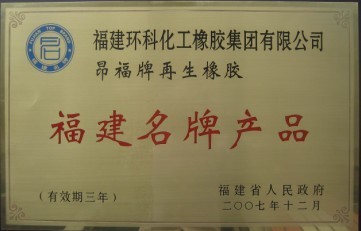 福建环科化工橡胶集团有限公司
昂福牌再生橡胶
福建名牌产品
(有效期三年)
福建省人民政府
二〇〇七年十二月